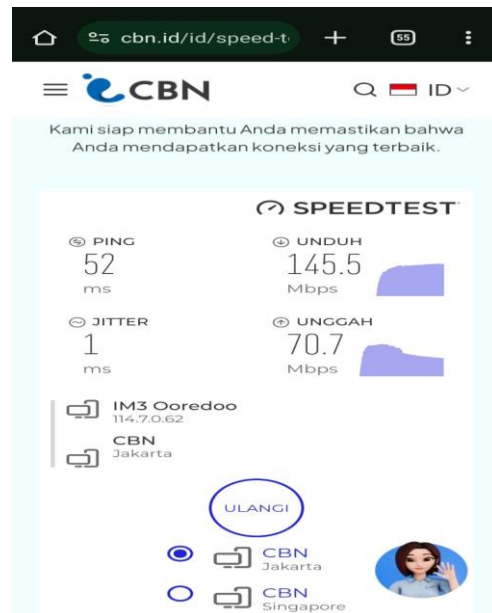 cbn.id/id/speed-t
55
CBN
ID
Kami siap membantu Anda memastikan bahwa
Anda mendapatkan koneksi yang terbaik.
SPEEDTEST
PING
52
ms
UNDUH
145.5
Mbps
JITTER
1
ms
UNGGAH
70.7
Mbps
IM3 Ooredoo
114.7.0.62
CBN
Jakarta
ULANGI
CBN
Jakarta
CBN
Singapore